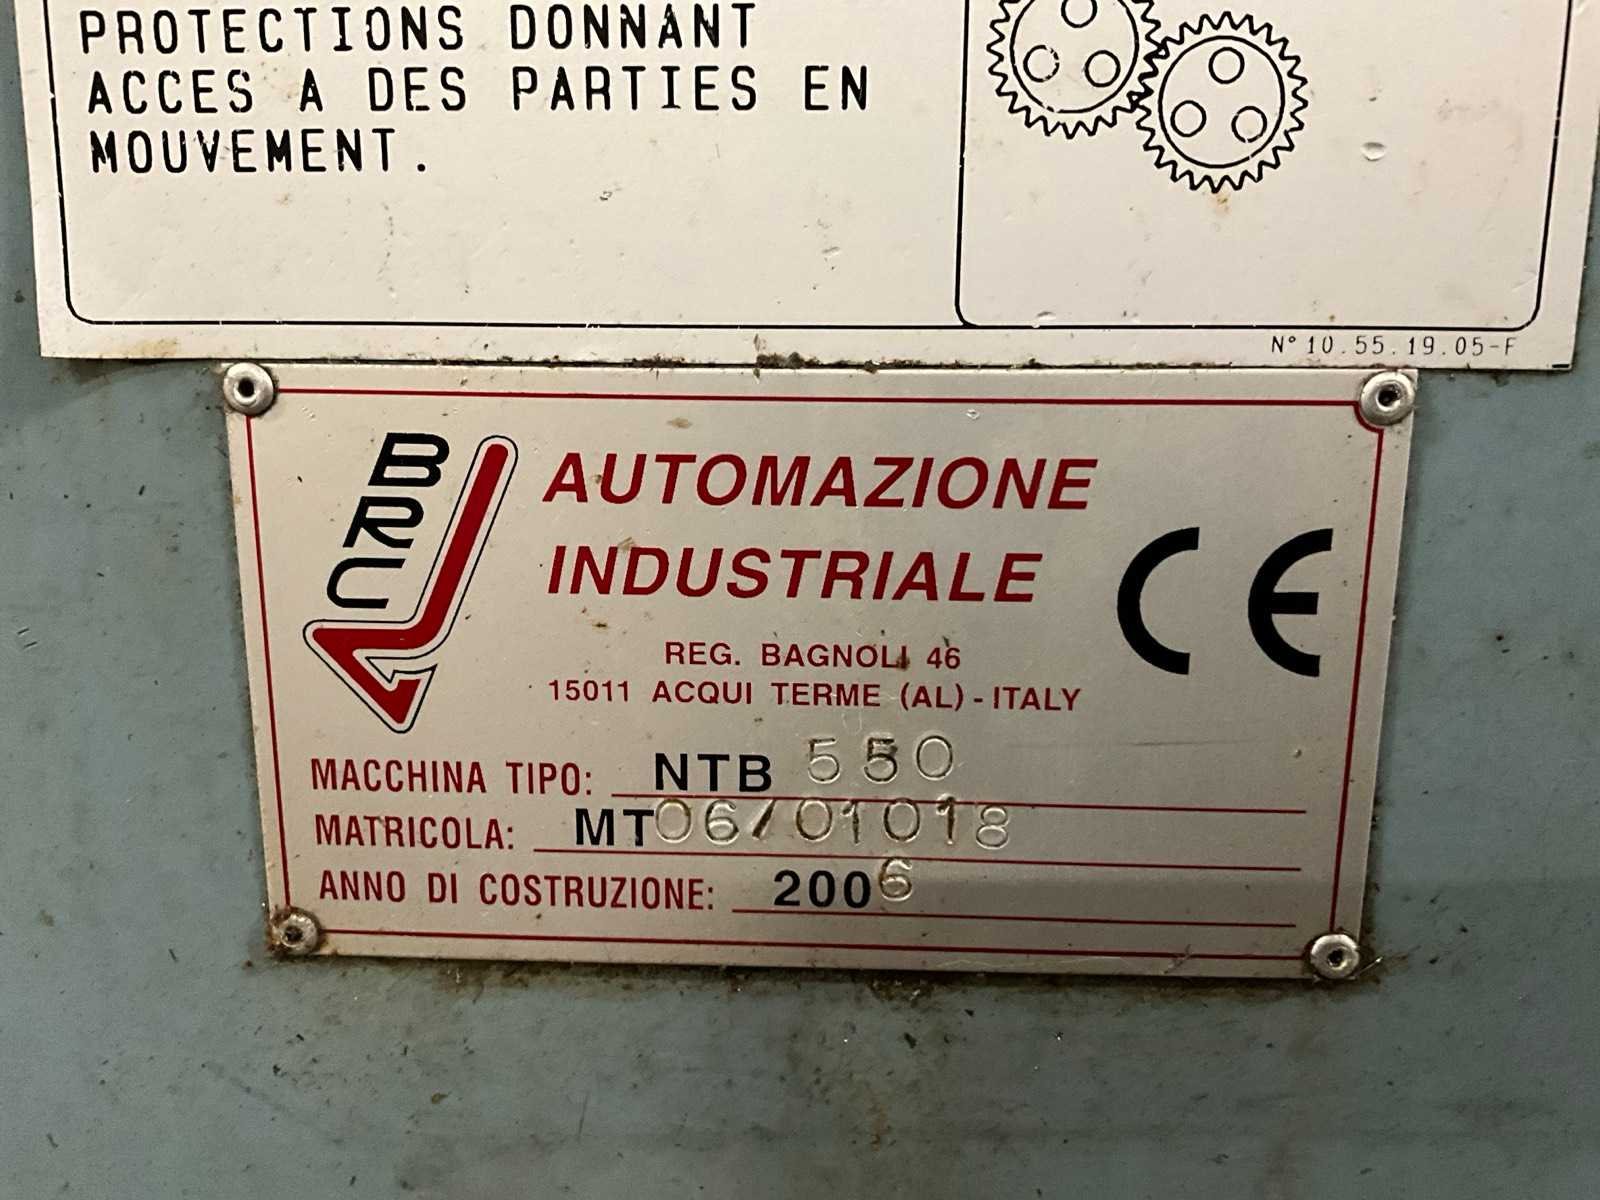 PROTECTIONS DONNANT
ACCES A DES PARTIES EN
MOUVEMENT.
N° 10.55.19.05-F
BRC
AUTOMAZIONE
INDUSTRIALE
CE
REG. BAGNOLI 46
15011 ACQUI TERME (AL) - ITALY
MACCHINA TIPO: NTB 550
MATRICOLA: MT06/01018
ANNO DI COSTRUZIONE: 2006